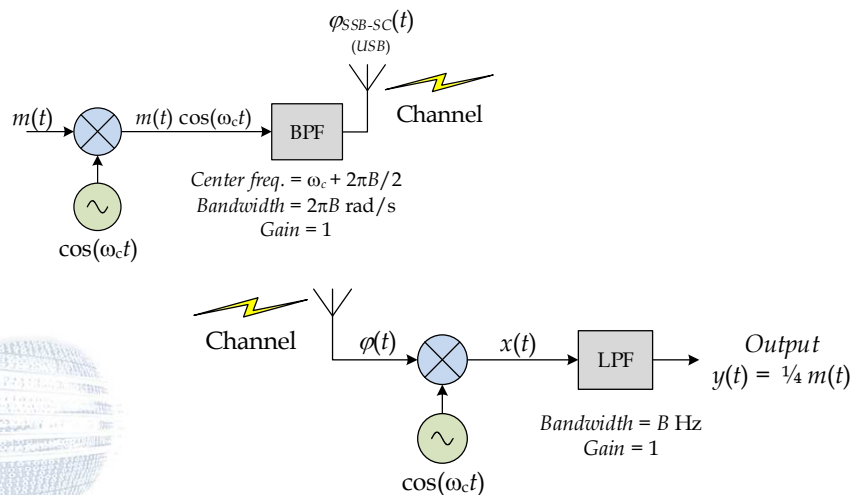 φSSB-SC(t)
(USB)
m(t)
m(t) cos(ωct)
BPF
Channel
Center freq. = ωc + 2πB/2
Bandwidth = 2πB rad/s
Gain = 1
cos(ωct)
Channel
φ(t)
x(t)
LPF
Output
y(t) = ¼ m(t)
Bandwidth = B Hz
Gain = 1
cos(ωct)